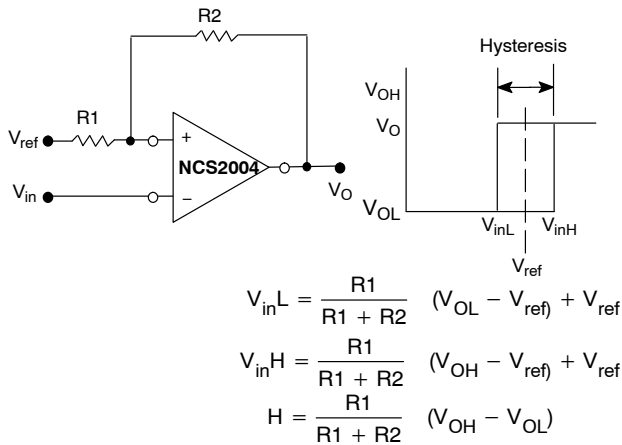 R2
Hysteresis
R1
V_OH
V_O
V_ref
+
NCS2004
V_in
−
V_O
V_OL
V_inL
V_inH
V_ref
V_inL = R1 / (R1 + R2) (V_OL − V_ref) + V_ref
V_inH = R1 / (R1 + R2) (V_OH − V_ref) + V_ref
H = R1 / (R1 + R2) (V_OH − V_OL)